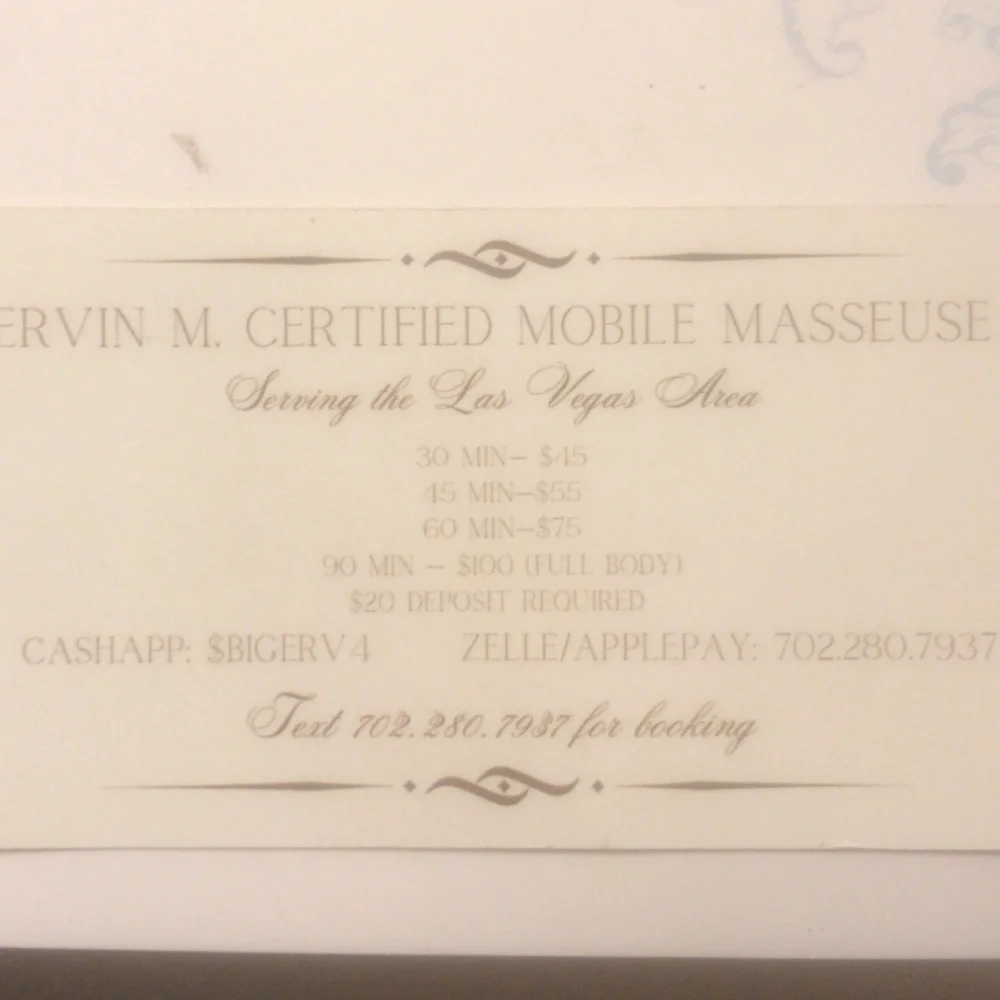 ERVIN M. CERTIFIED MOBILE MASSEUSE
Serving the Las Vegas Area
30 MIN– $45
45 MIN–$55
60 MIN–$75
90 MIN – $100 (FULL BODY)
$20 DEPOSIT REQUIRED
CASHAPP: $BIGERV4 ZELLE/APPLEPAY: 702.280.7937
Text 702.280.7937 for booking